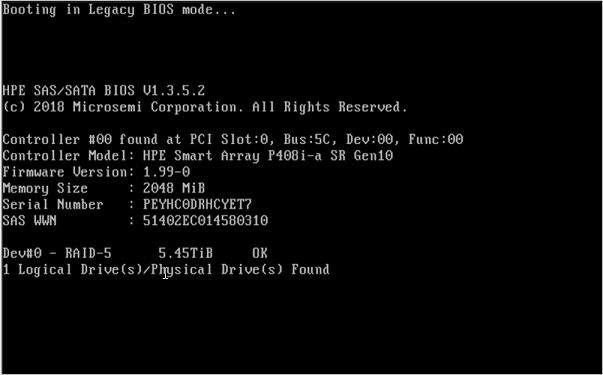 Booting in Legacy BIOS mode...
HPE SAS/SATA BIOS V1.3.5.2
(c) 2018 Microsemi Corporation. All Rights Reserved.
Controller #00 found at PCI Slot:0, Bus:5C, Dev:00, Func:00
Controller Model: HPE Smart Array P408i-a SR Gen10
Firmware Version: 1.99-0
Memory Size     : 2048 MiB
Serial Number   : PEYHC0DRHCYET7
SAS WWN         : 51402EC014580310
Dev#0 - RAID-5     5.45TiB     OK
1 Logical Drive(s)/Physical Drive(s) Found